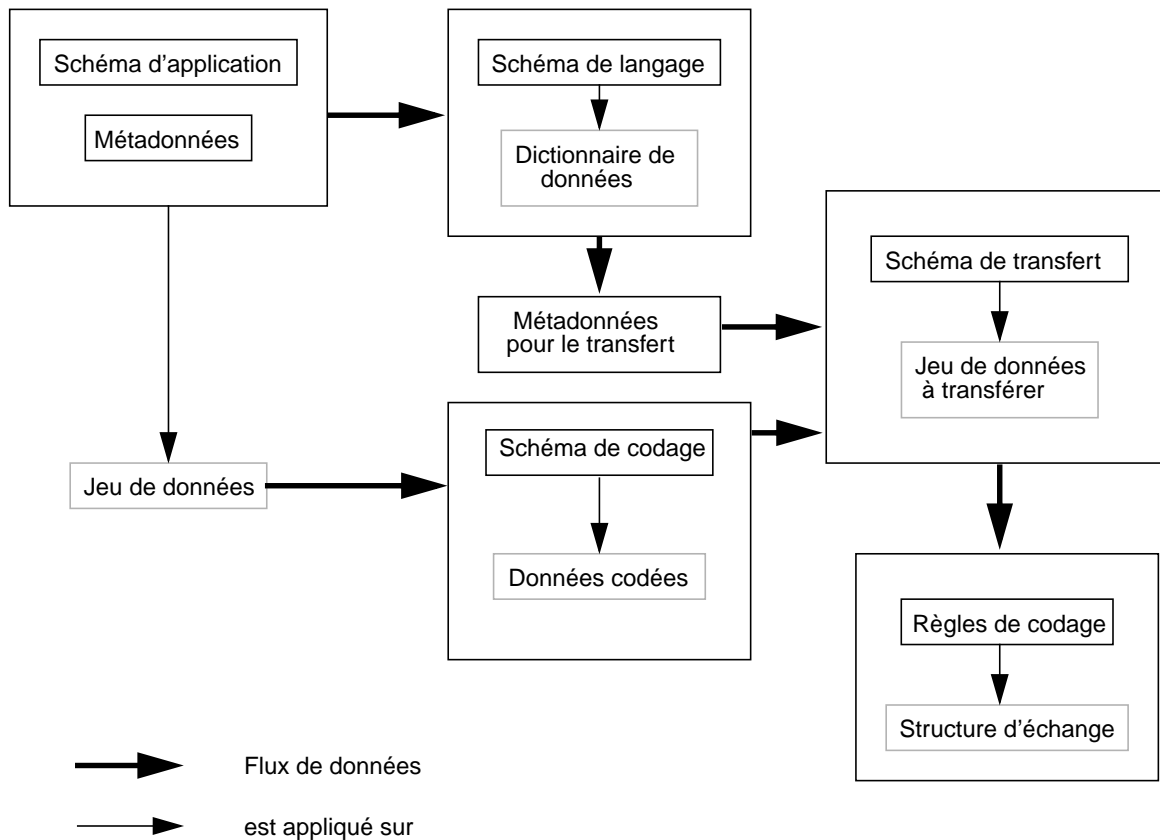 Schéma d'application
Métadonnées
Schéma de langage
Dictionnaire de
données
Métadonnées
pour le transfert
Schéma de transfert
Jeu de données
à transférer
Jeu de données
Schéma de codage
Données codées
Règles de codage
Structure d'échange
Flux de données
est appliqué sur